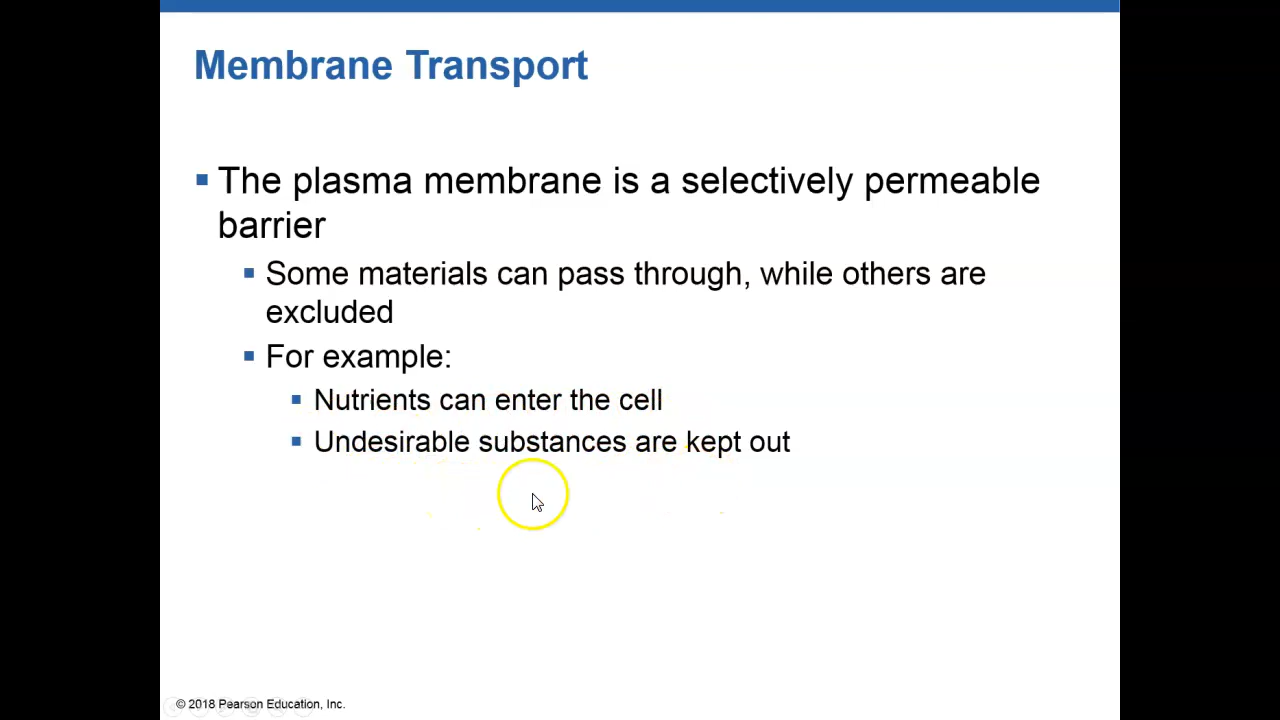 Membrane Transport
The plasma membrane is a selectively permeable
barrier
Some materials can pass through, while others are
excluded
For example:
Nutrients can enter the cell
Undesirable substances are kept out
© 2018 Pearson Education, Inc.